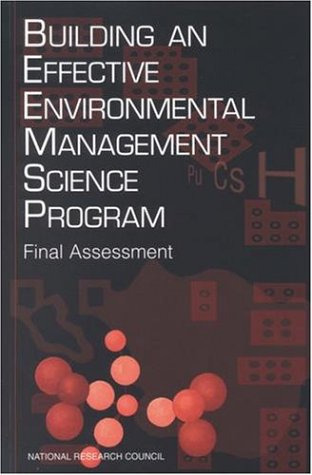 BUILDING AN
EFFECTIVE
ENVIRONMENTAL
MANAGEMENT
SCIENCE
PROGRAM
Pu Cs H
Final Assessment
NATIONAL RESEARCH COUNCIL